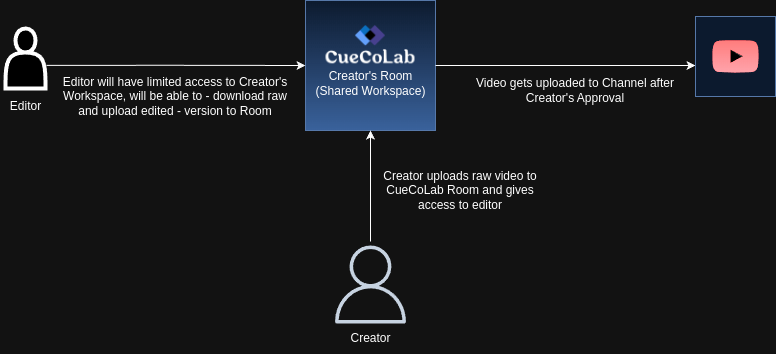 CueCoLab
Creator's Room
(Shared Workspace)
Editor will have limited access to Creator's
Workspace, will be able to - download raw
and upload edited - version to Room
Editor
Video gets uploaded to Channel after
Creator's Approval
Creator uploads raw video to
CueCoLab Room and gives
access to editor
Creator